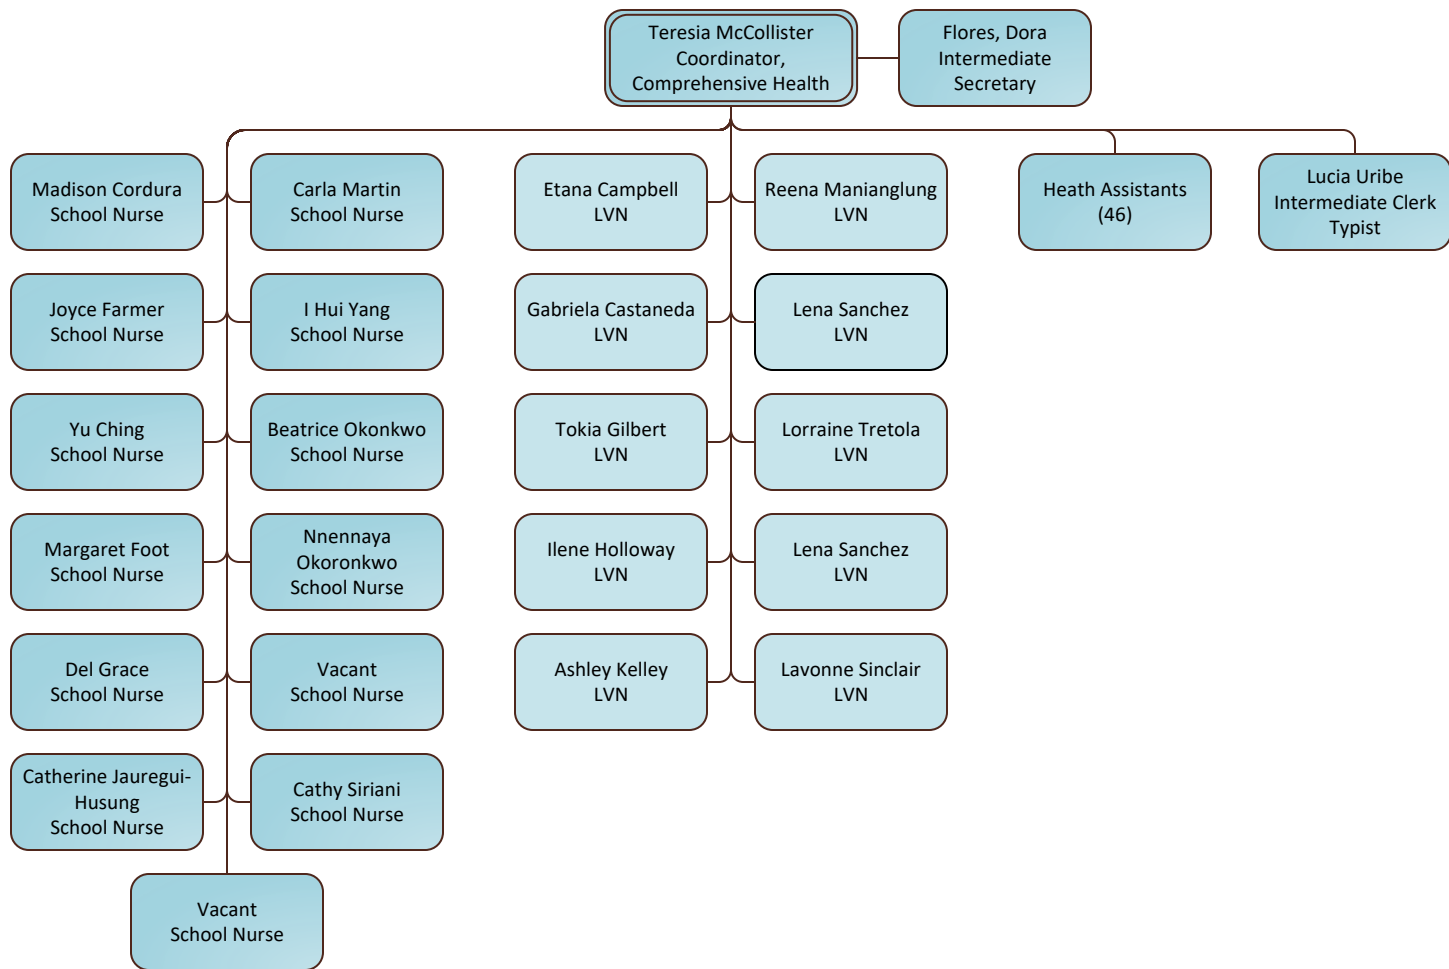 Teresia McCollister
Coordinator,
Comprehensive Health
Flores, Dora
Intermediate
Secretary
Madison Cordura
School Nurse
Carla Martin
School Nurse
Etana Campbell
LVN
Reena Manianglung
LVN
Heath Assistants
(46)
Lucia Uribe
Intermediate Clerk
Typist
Joyce Farmer
School Nurse
I Hui Yang
School Nurse
Gabriela Castaneda
LVN
Lena Sanchez
LVN
Yu Ching
School Nurse
Beatrice Okonkwo
School Nurse
Tokia Gilbert
LVN
Lorraine Tretola
LVN
Margaret Foot
School Nurse
Nnennaya
Okoronkwo
School Nurse
Ilene Holloway
LVN
Lena Sanchez
LVN
Del Grace
School Nurse
Vacant
School Nurse
Ashley Kelley
LVN
Lavonne Sinclair
LVN
Catherine Jauregui-
Husung
School Nurse
Cathy Siriani
School Nurse
Vacant
School Nurse